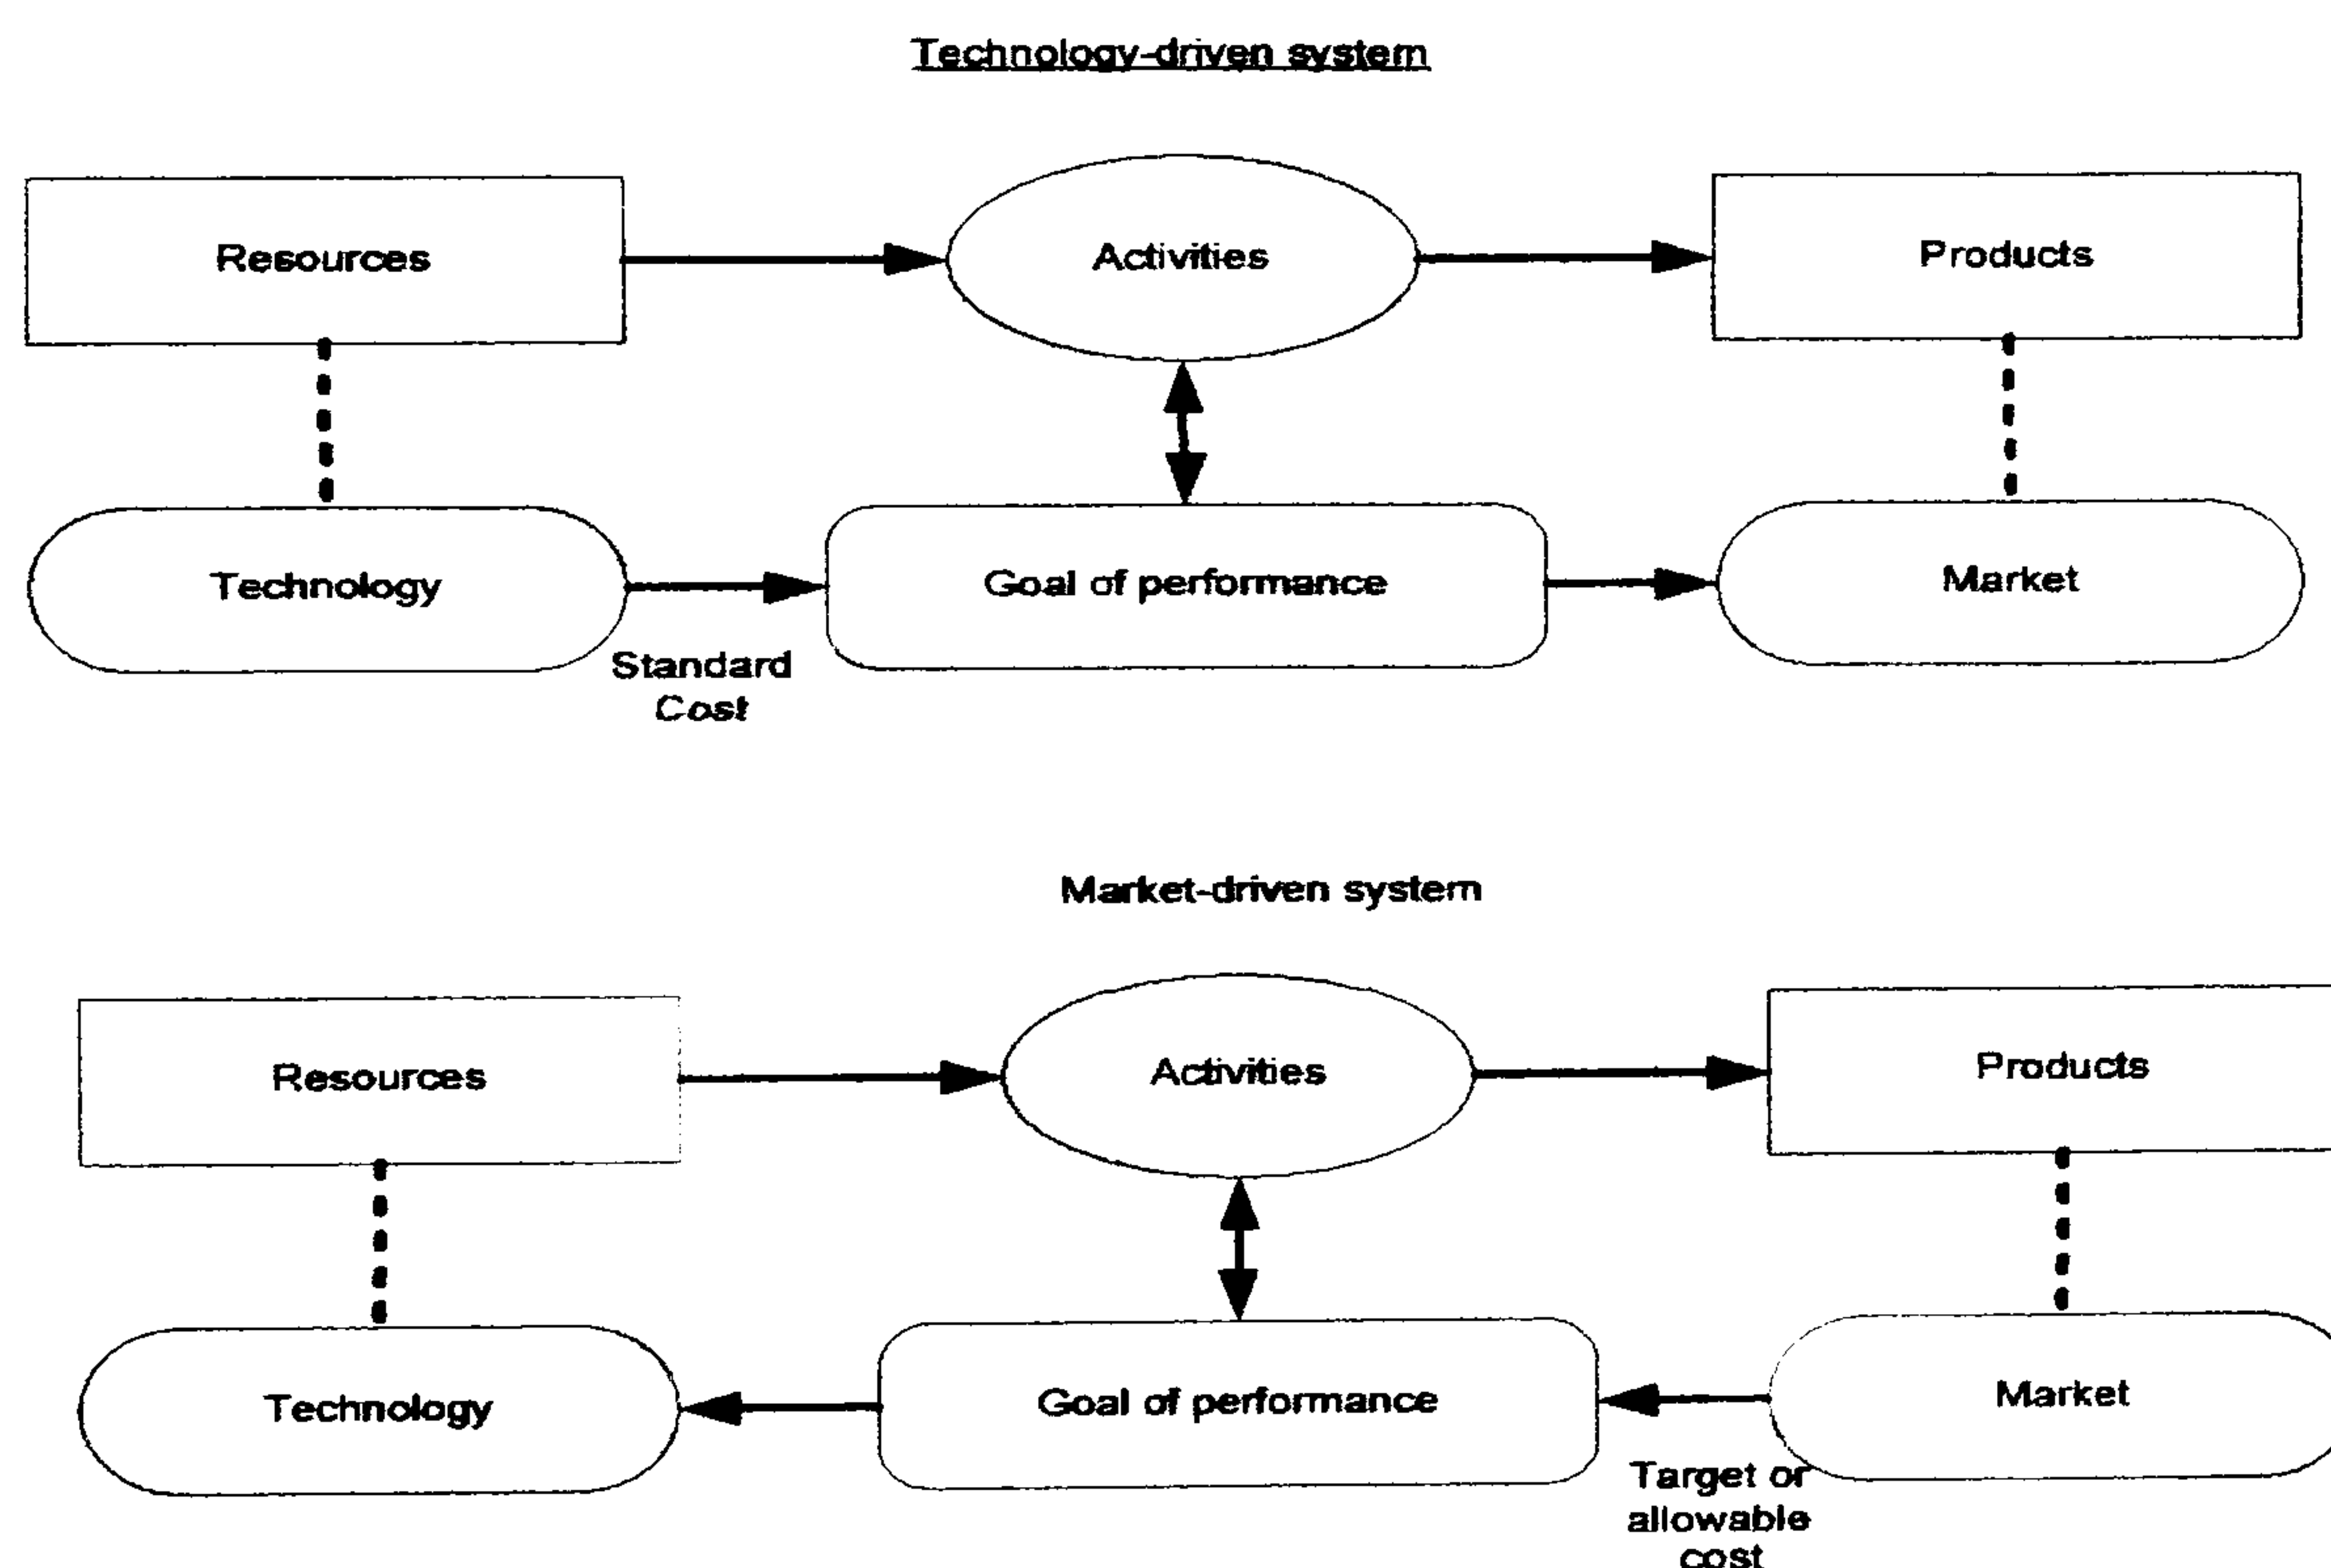 Technology-driven system
Resources
Activities
Products
Technology
Goal of performance
Market
Standard
Cost
Market-driven system
Resources
Activities
Products
Technology
Goal of performance
Market
Target or
allowable
cost